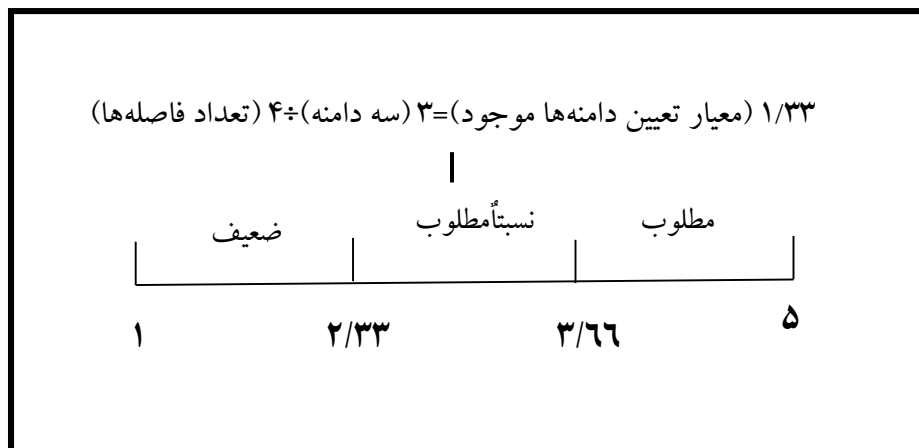 ۱/۳۳ (معیار تعیین دامنه‌ها موجود)=۳ (سه دامنه)÷۴ (تعداد فاصله‌ها)
مطلوب نسبتاٌمطلوب ضعیف
۱ ۲/۳۳ ۳/٦٦ ۵